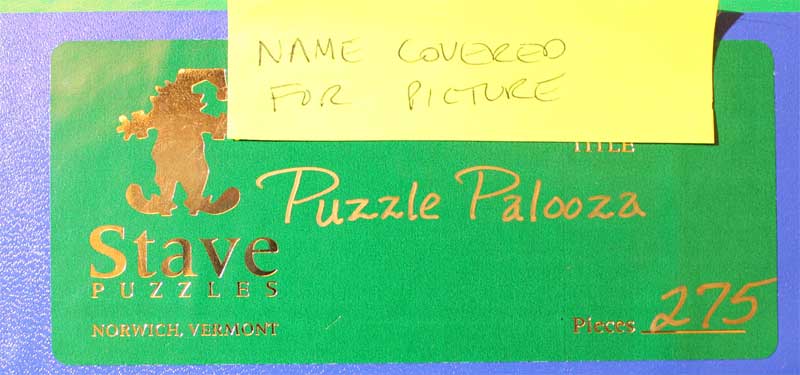 NAME COVERED
FOR PICTURE
TITLE
Puzzle Palooza
Stave
PUZZLES
NORWICH, VERMONT
Pieces 275